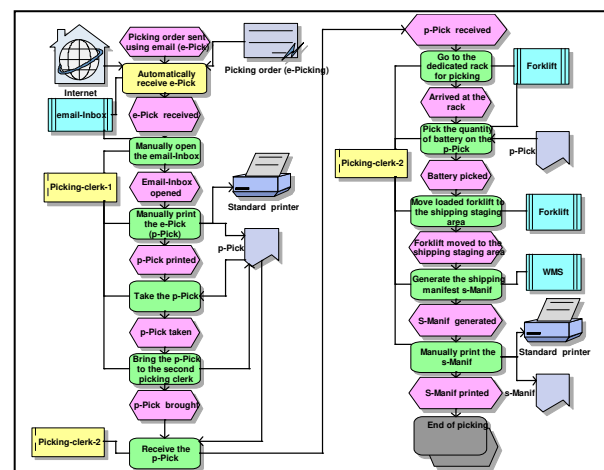 Picking order sent
using email (e-Pick)
Picking order (e-Picking)
Internet
Automatically
receive e-Pick
email-Inbox
e-Pick received
Manually open
the email-Inbox
Picking-clerk-1
Email-Inbox
opened
Standard printer
Manually print
the e-Pick
(p-Pick)
p-Pick
p-Pick printed
Take the p-Pick
p-Pick taken
Bring the p-Pick
to the second
picking clerk
p-Pick brought
Picking-clerk-2
Receive the
p-Pick
p-Pick received
Go to the
dedicated rack
for picking
Forklift
Arrived at the
rack
Pick the quantity
of battery on the
p-Pick
p-Pick
Picking-clerk-2
Battery picked
Move loaded forklift to
the shipping staging
area
Forklift
Forklift moved to the
shipping staging area
Generate the shipping
manifest s-Manif
WMS
S-Manif generated
Standard printer
Manually print the
s-Manif
S-Manif printed
s-Manif
End of picking